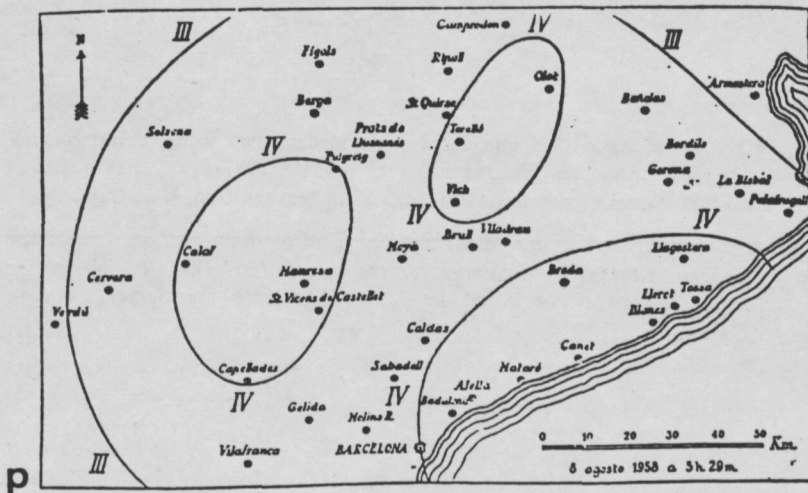 III
IV
III
N
Figols
Ripoll
Olot
Armentera
Berga
St Quirze
Bañolas
Solsona
Prats de
Llusanés
Torelló
Bordils
IV
Puigreig
Gerona
La Bisbal
Vich
Palafrugell
IV
IV
Calaf
Moyá
Brull
Viladrau
Llagostera
Cervera
Manresa
Breda
St. Vicens de Castellet
Lloret
Tossa
Verdú
Blanes
Caldas
Canet
Capellades
Sabadell
Mataró
IV
IV
Alella
Badalona
Gelida
Molins R.
BARCELONA
0 10 20 30 40 50 Km.
III
Vilafranca
8 agosto 1958 a 5 h 29 m.
p